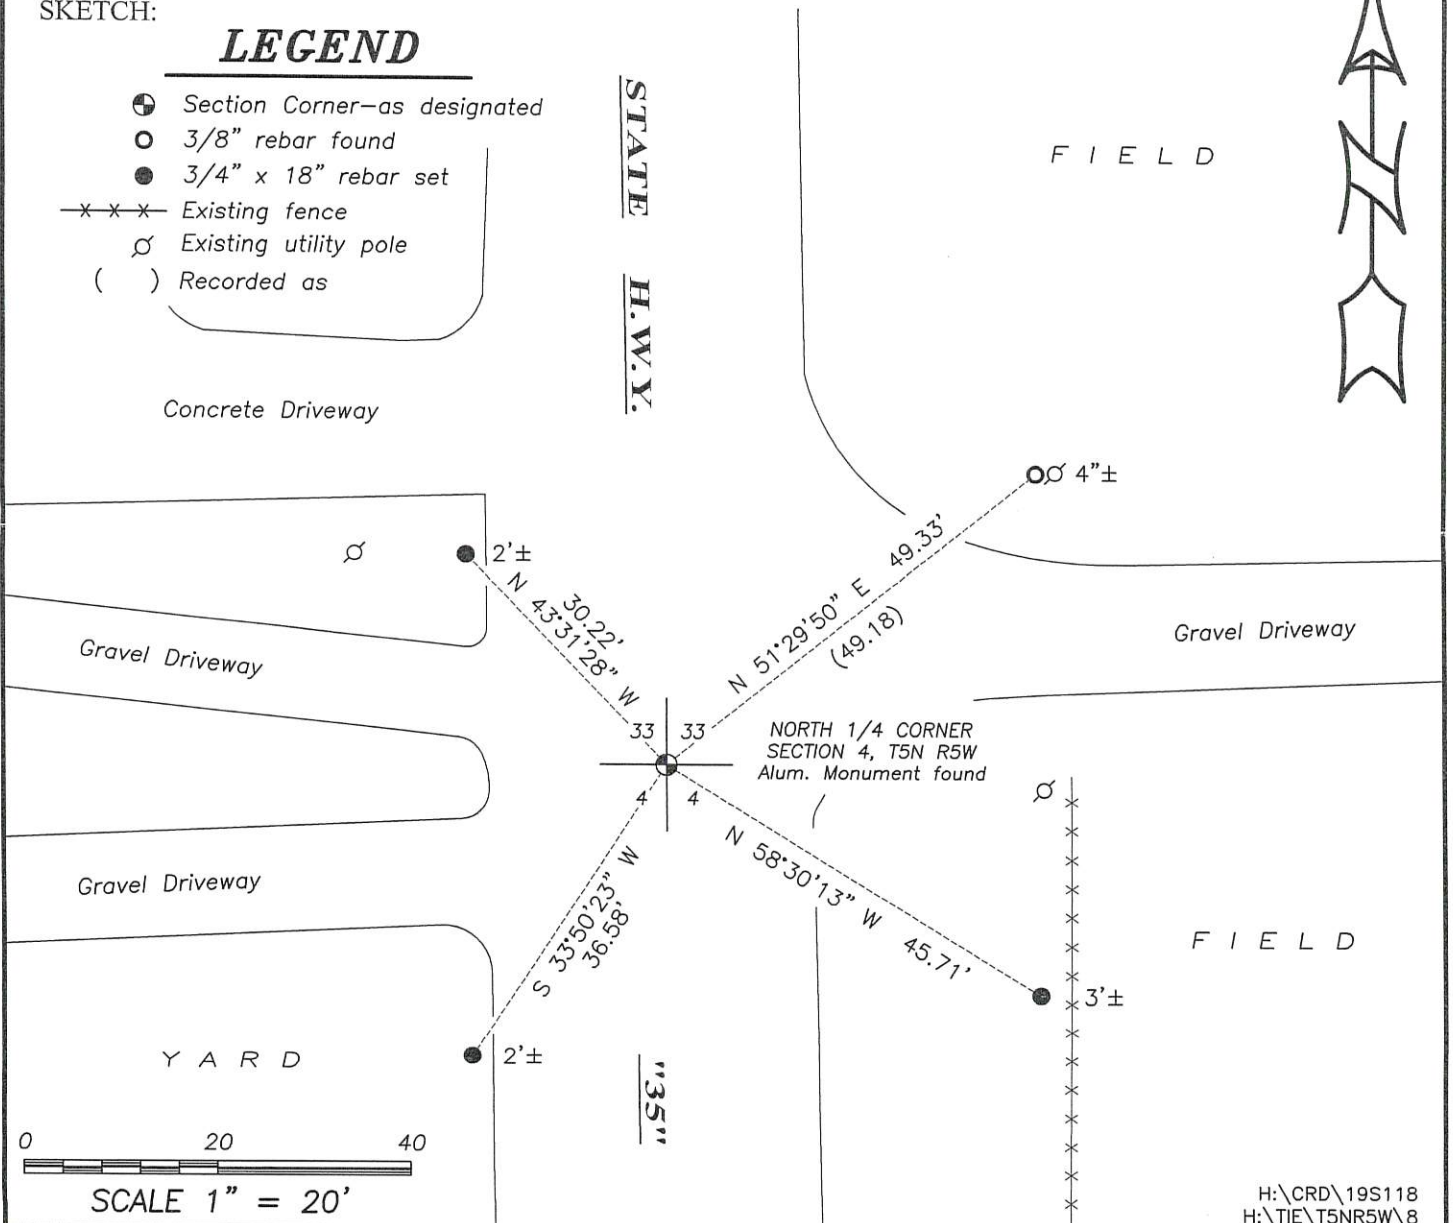 SKETCH:
LEGEND
Section Corner-as designated
3/8" rebar found
3/4" x 18" rebar set
Existing fence
Existing utility pole
( ) Recorded as
STATE H.W.Y.
FIELD
N
Concrete Driveway
4"±
2'±
N 51°29'50" E 49.33'
(49.18)
30.22'
N 43°31'28" W
Gravel Driveway
Gravel Driveway
33 33
NORTH 1/4 CORNER
SECTION 4, T5N R5W
Alum. Monument found
4 4
N 58°30'13" W 45.71'
S 33°50'23" W
36.58'
Gravel Driveway
FIELD
3'±
YARD
2'±
"35"
0 20 40
SCALE 1" = 20'
H:\CRD\19S118
H:\TIE\T5NR5W\8